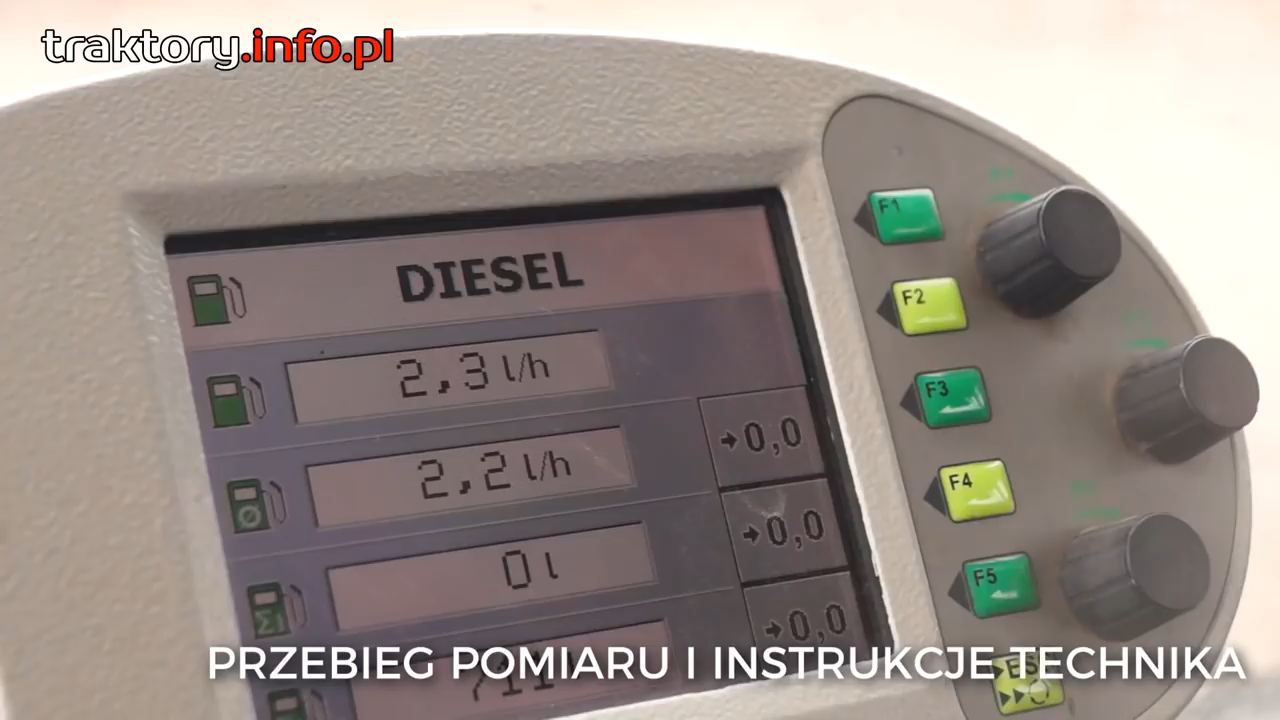 traktory.info.pl
DIESEL
F1
2,3 l/h
F2
2,2 l/h
→0,0
F3
0 l
→0,0
F4
→0,0
F5
PRZEBIEG POMIARU I INSTRUKCJE TECHNIKA